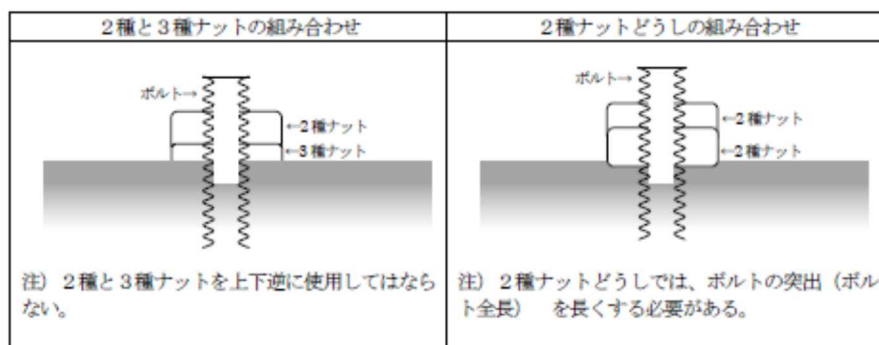 2種と3種ナットの組み合わせ
ボルト→
←2種ナット
←3種ナット
注) 2種と3種ナットを上下逆に使用してはなら
ない。
2種ナットどうしの組み合わせ
ボルト→
←2種ナット
←2種ナット
注) 2種ナットどうしでは、ボルトの突出(ボル
ト全長) を長くする必要がある。